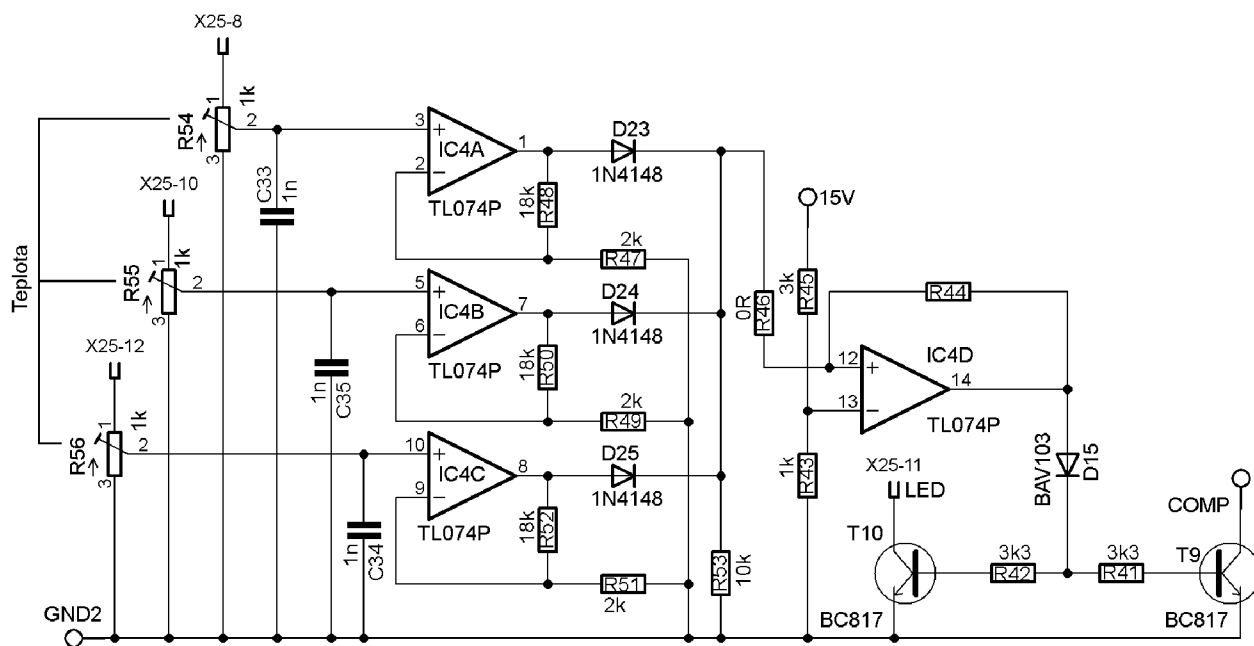 X25-8
1
1k
R54
2
3
Teplota
X25-10
1
1k
R55
2
3
X25-12
1
1k
R56
2
3
C33
1n
1n
C35
1n
C34
3
+
2
−
IC4A
1
TL074P
18k
R48
D23
1N4148
2k
R47
5
+
6
−
IC4B
7
TL074P
18k
R50
D24
1N4148
2k
R49
10
+
9
−
IC4C
8
TL074P
18k
R52
D25
1N4148
R51
2k
R53
10k
0R
R46
15V
3k
R45
1k
R43
R44
12
+
13
−
IC4D
14
TL074P
BAV103
D15
X25-11
LED
T10
BC817
3k3
R42
3k3
R41
COMP
T9
BC817
GND2